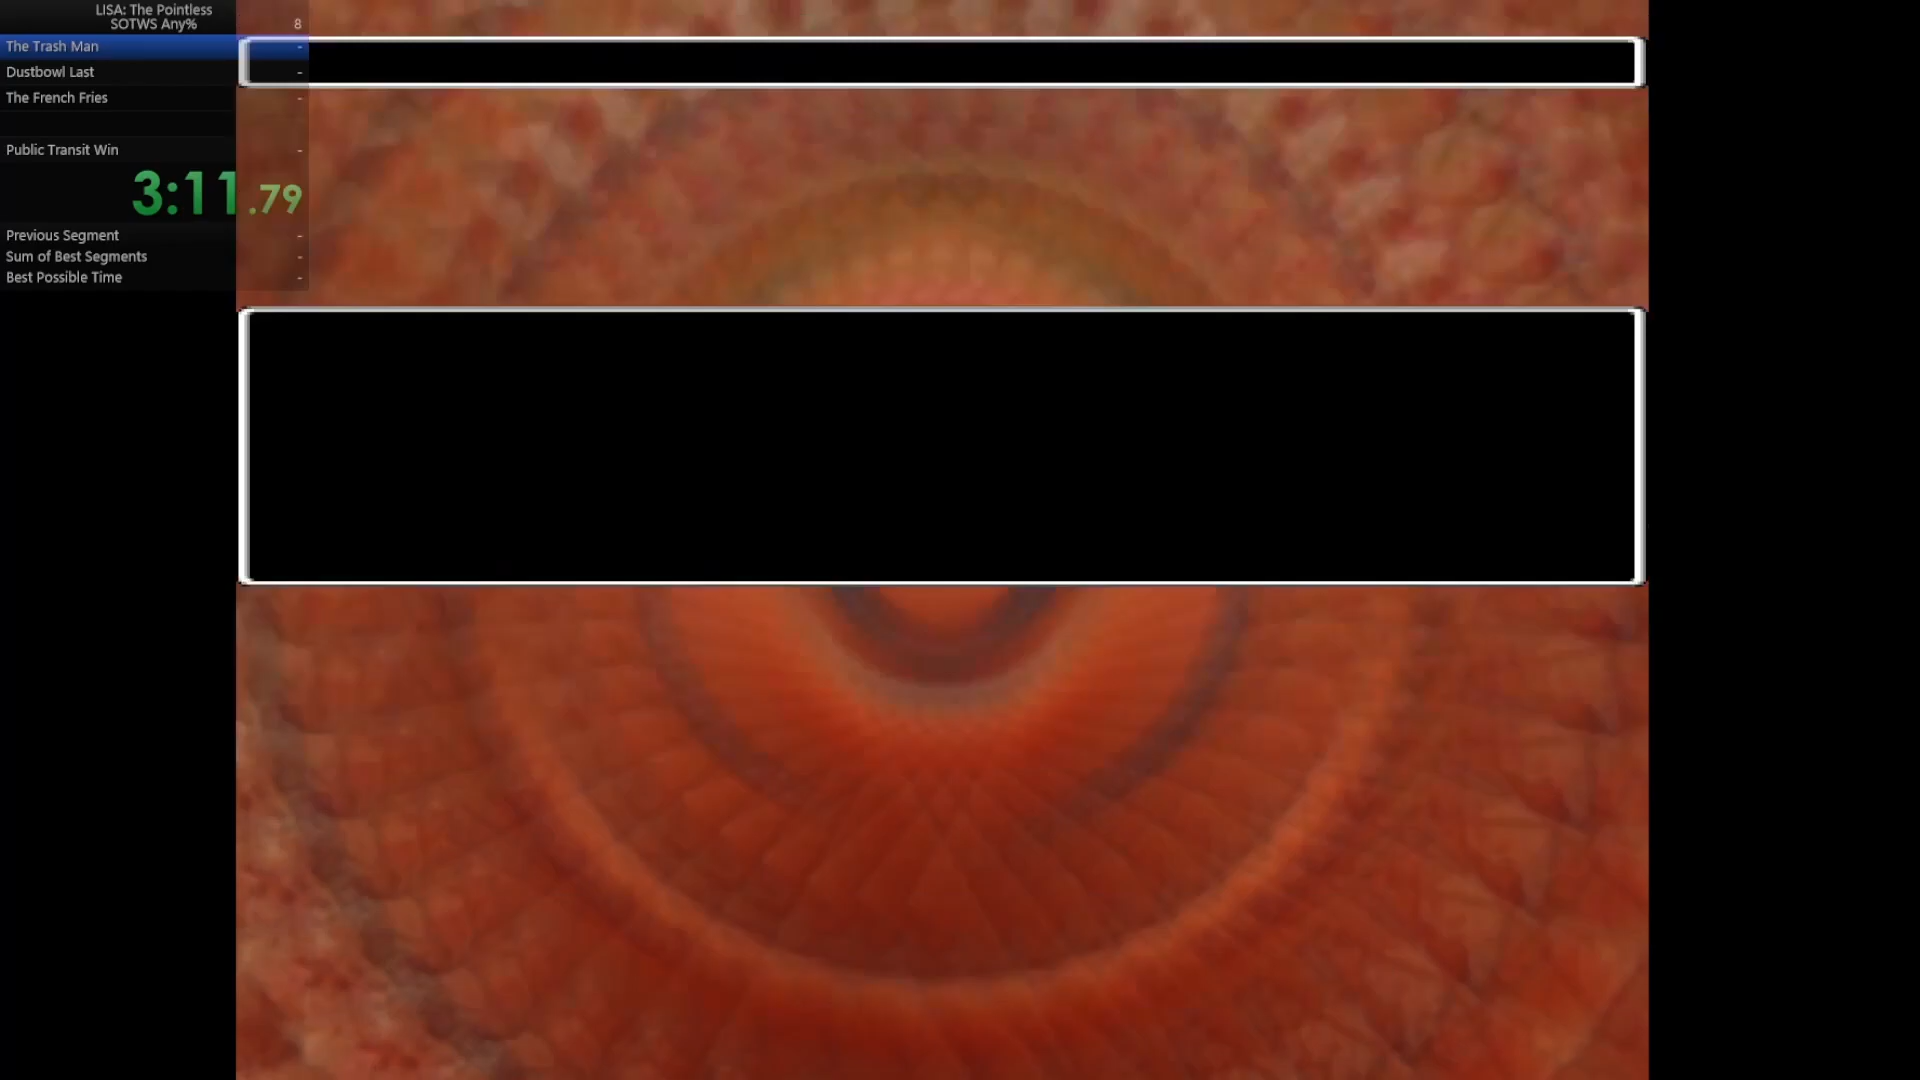 LISA: The Pointless
SOTWS Any%
8
The Trash Man -
Dustbowl Last -
The French Fries -
Public Transit Win -
3:11.79
Previous Segment -
Sum of Best Segments -
Best Possible Time -